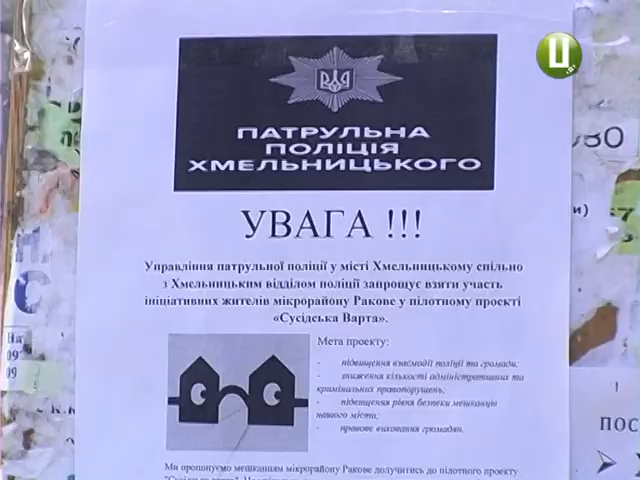 Ц
ПАТРУЛЬНА
ПОЛІЦІЯ
ХМЕЛЬНИЦЬКОГО
УВАГА !!!
Управління патрульної поліції у місті Хмельницькому спільно
з Хмельницьким відділом поліції запрошує взяти участь
ініціативних жителів мікрорайону Ракове у пілотному проекті
«Сусідська Варта».
Мета проекту:
- підвищення взаємодії поліції та громади;
- зниження кількості адміністративних та
кримінальних правопорушень;
- підвищення рівня безпеки мешканців
нашого міста;
- правове виховання громадян.
Ми пропонуємо мешканцям мікрорайону Ракове долучитись до пілотного проекту